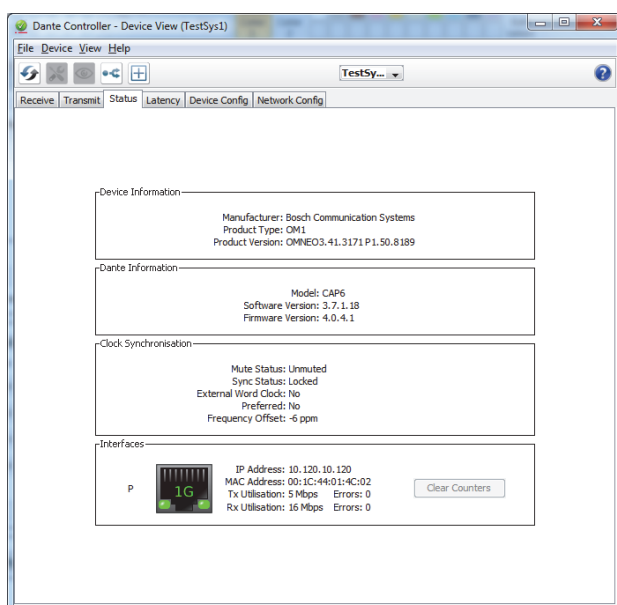 Dante Controller - Device View (TestSys1)
File Device View Help
TestSy...
Receive Transmit Status Latency Device Config Network Config
Device Information
Manufacturer: Bosch Communication Systems
Product Type: OM1
Product Version: OMNEO3.41.3171 P1.50.8189
Dante Information
Model: CAP6
Software Version: 3.7.1.18
Firmware Version: 4.0.4.1
Clock Synchronisation
Mute Status: Unmuted
Sync Status: Locked
External Word Clock: No
Preferred: No
Frequency Offset: -6 ppm
Interfaces
P
1G
IP Address: 10.120.10.120
MAC Address: 00:1C:44:01:4C:02
Tx Utilisation: 5 Mbps Errors: 0
Rx Utilisation: 16 Mbps Errors: 0
Clear Counters